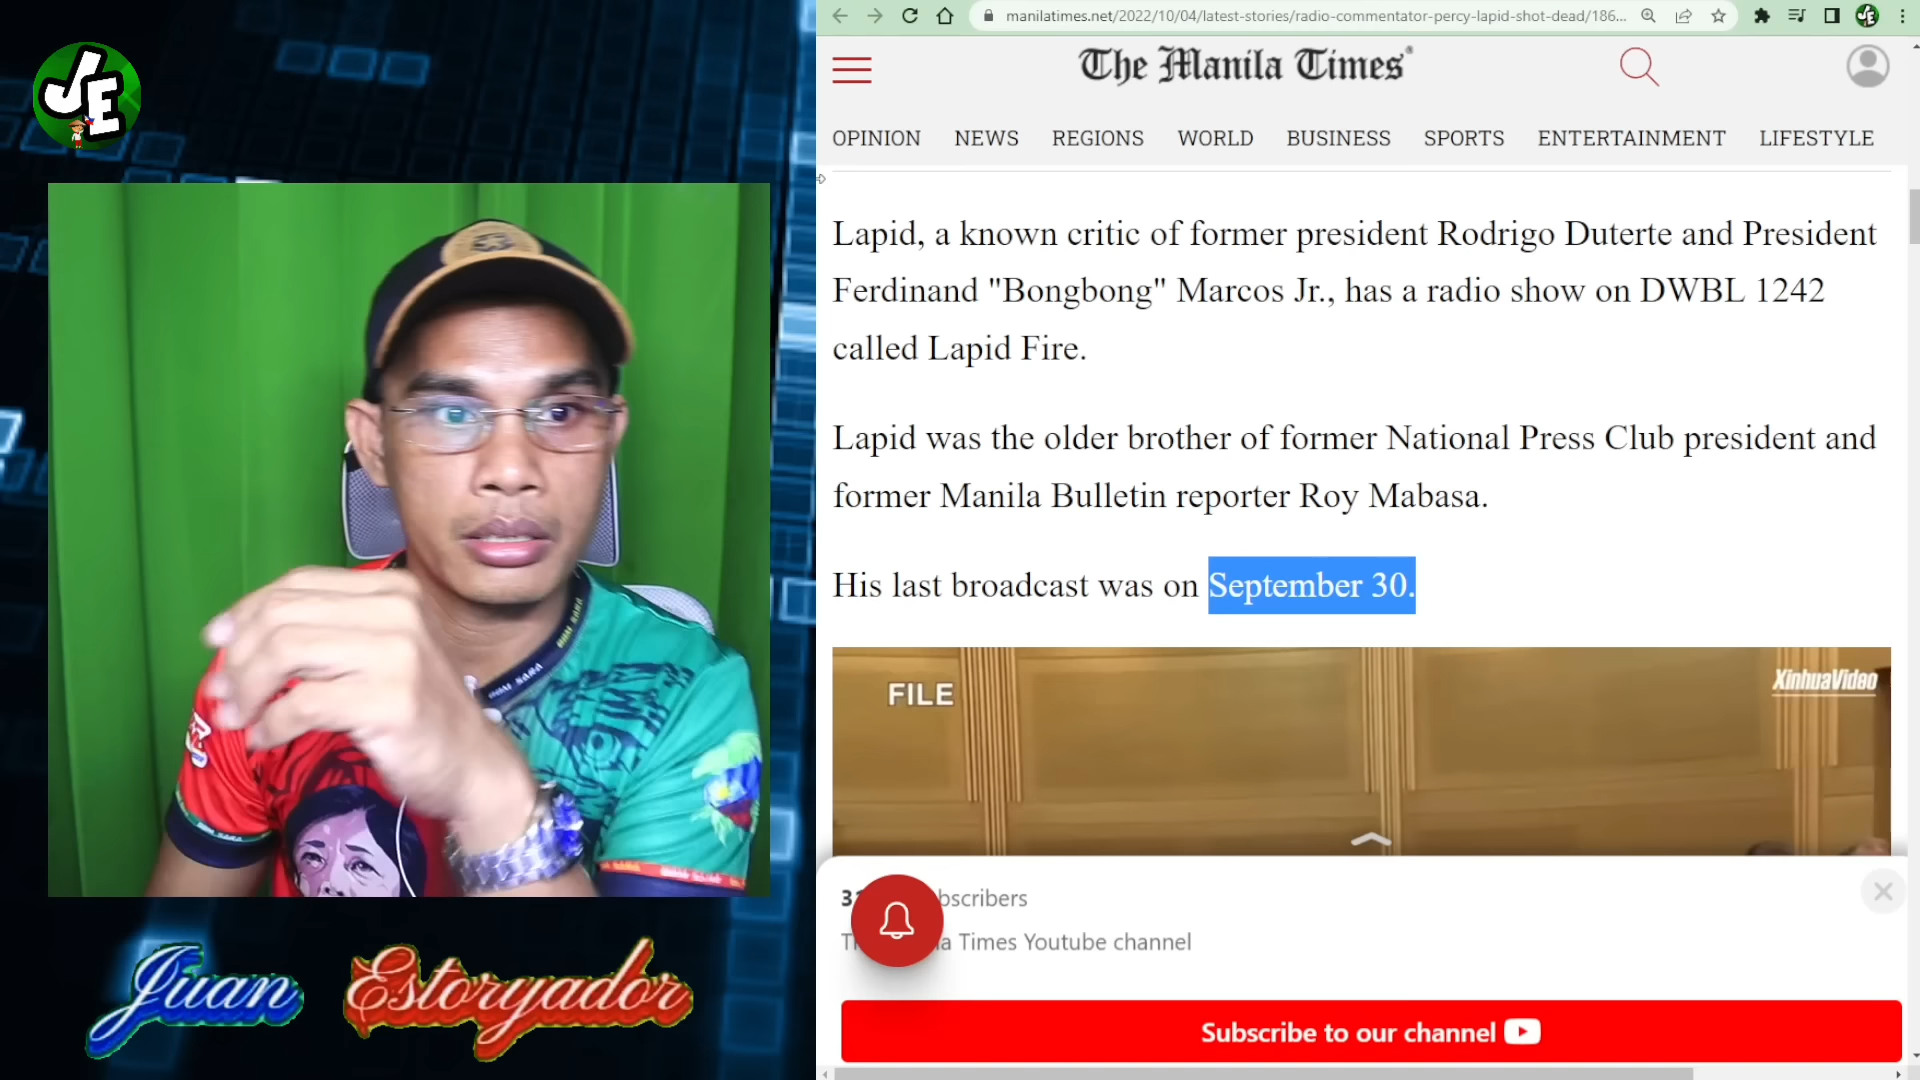 JE
manilatimes.net/2022/10/04/latest-stories/radio-commentator-percy-lapid-shot-dead/186...
The Manila Times
OPINION NEWS REGIONS WORLD BUSINESS SPORTS ENTERTAINMENT LIFESTYLE
Lapid, a known critic of former president Rodrigo Duterte and President
Ferdinand "Bongbong" Marcos Jr., has a radio show on DWBL 1242
called Lapid Fire.
Lapid was the older brother of former National Press Club president and
former Manila Bulletin reporter Roy Mabasa.
His last broadcast was on September 30.
FILE
XinhuaVideo
Times Youtube channel
Subscribe to our channel
Juan Estoryador